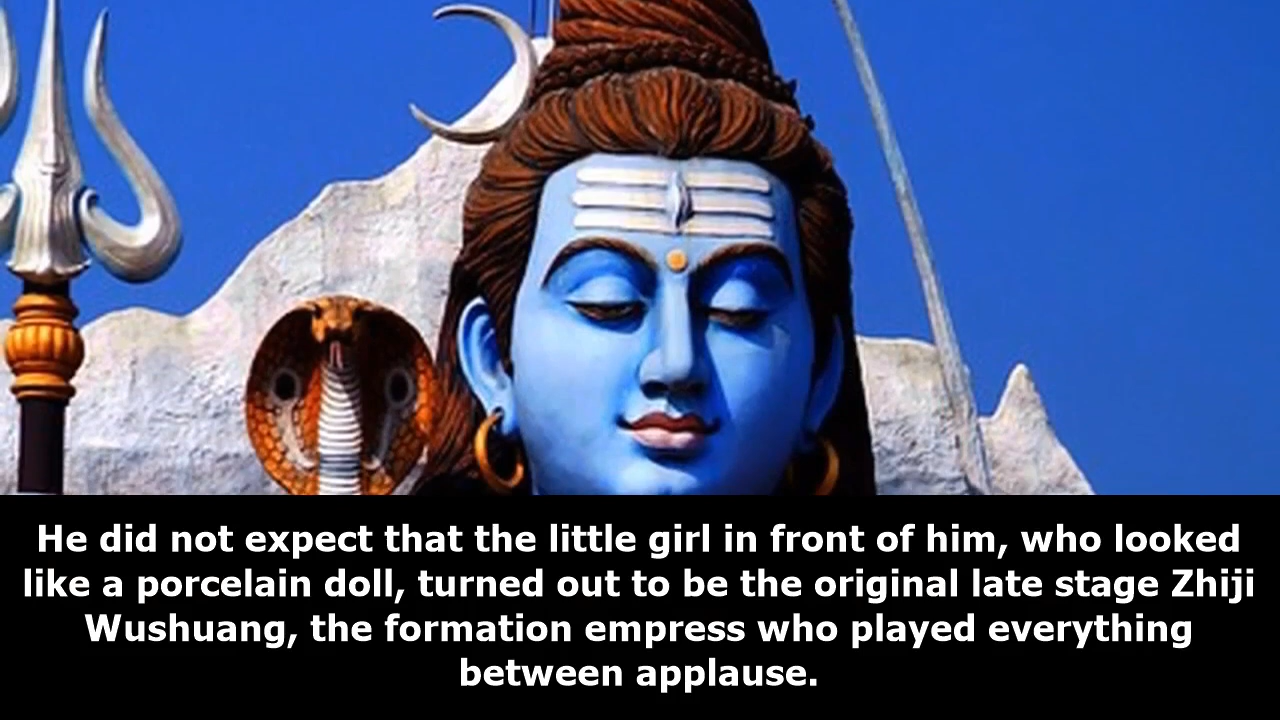 He did not expect that the little girl in front of him, who looked
like a porcelain doll, turned out to be the original late stage Zhiji
Wushuang, the formation empress who played everything
between applause.